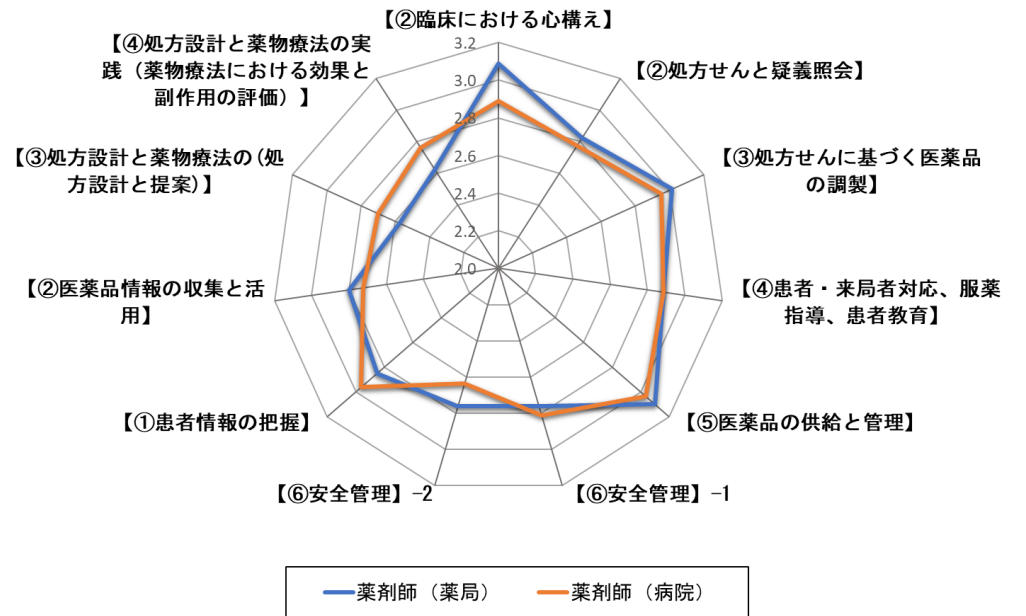 【②臨床における心構え】
【④処方設計と薬物療法の実
践（薬物療法における効果と
副作用の評価）】
【②処方せんと疑義照会】
【③処方設計と薬物療法の(処
方設計と提案)】
【③処方せんに基づく医薬品
の調製】
【②医薬品情報の収集と活
用】
【④患者・来局者対応、服薬
指導、患者教育】
【①患者情報の把握】
【⑤医薬品の供給と管理】
【⑥安全管理】-2
【⑥安全管理】-1
3.2
3.0
2.8
2.6
2.4
2.2
2.0
薬剤師（薬局）
薬剤師（病院）